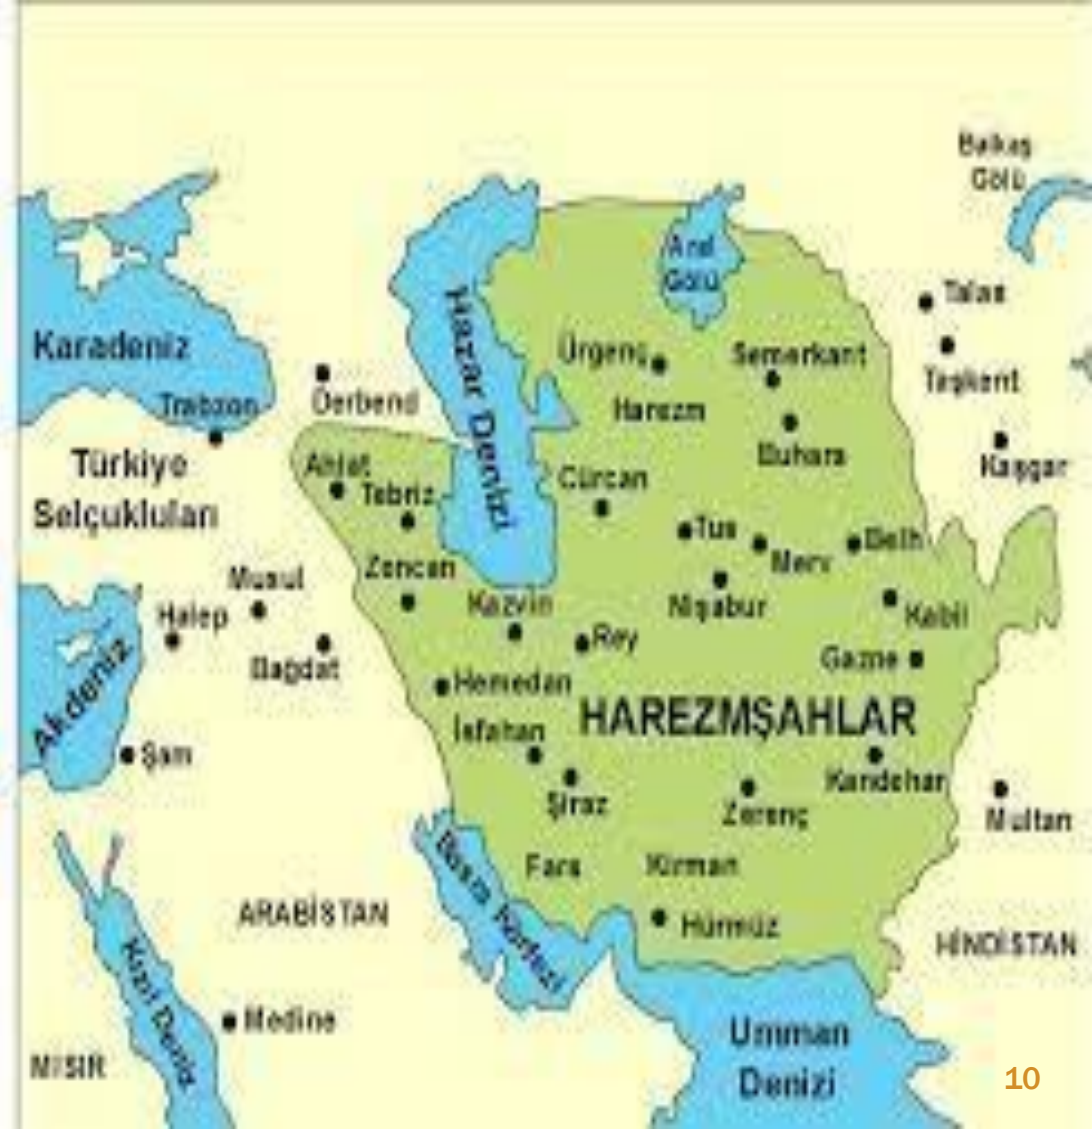 Balkaş
Gölü
Aral
Gölü
Talas
Karadeniz
Hazar Denizi
Ürgenç
Semerkant
Taşkent
Trabzon
Derbend
Harezm
Buhara
Kaşgar
Türkiye
Selçukluları
Ahlat
Tebriz
Cürcan
Tus
Merv
Belh
Zencan
Musul
Kazvin
Nişabur
Kabil
Halep
Rey
Bağdat
Gazne
Hemedan
HAREZMŞAHLAR
Akdeniz
İsfahan
Şam
Kandehar
Şiraz
Zerenç
Multan
Basra Körfezi
Fars
Kirman
ARABİSTAN
Hürmüz
HİNDİSTAN
Kızıl Deniz
Medine
Umman
Denizi
MISIR
10